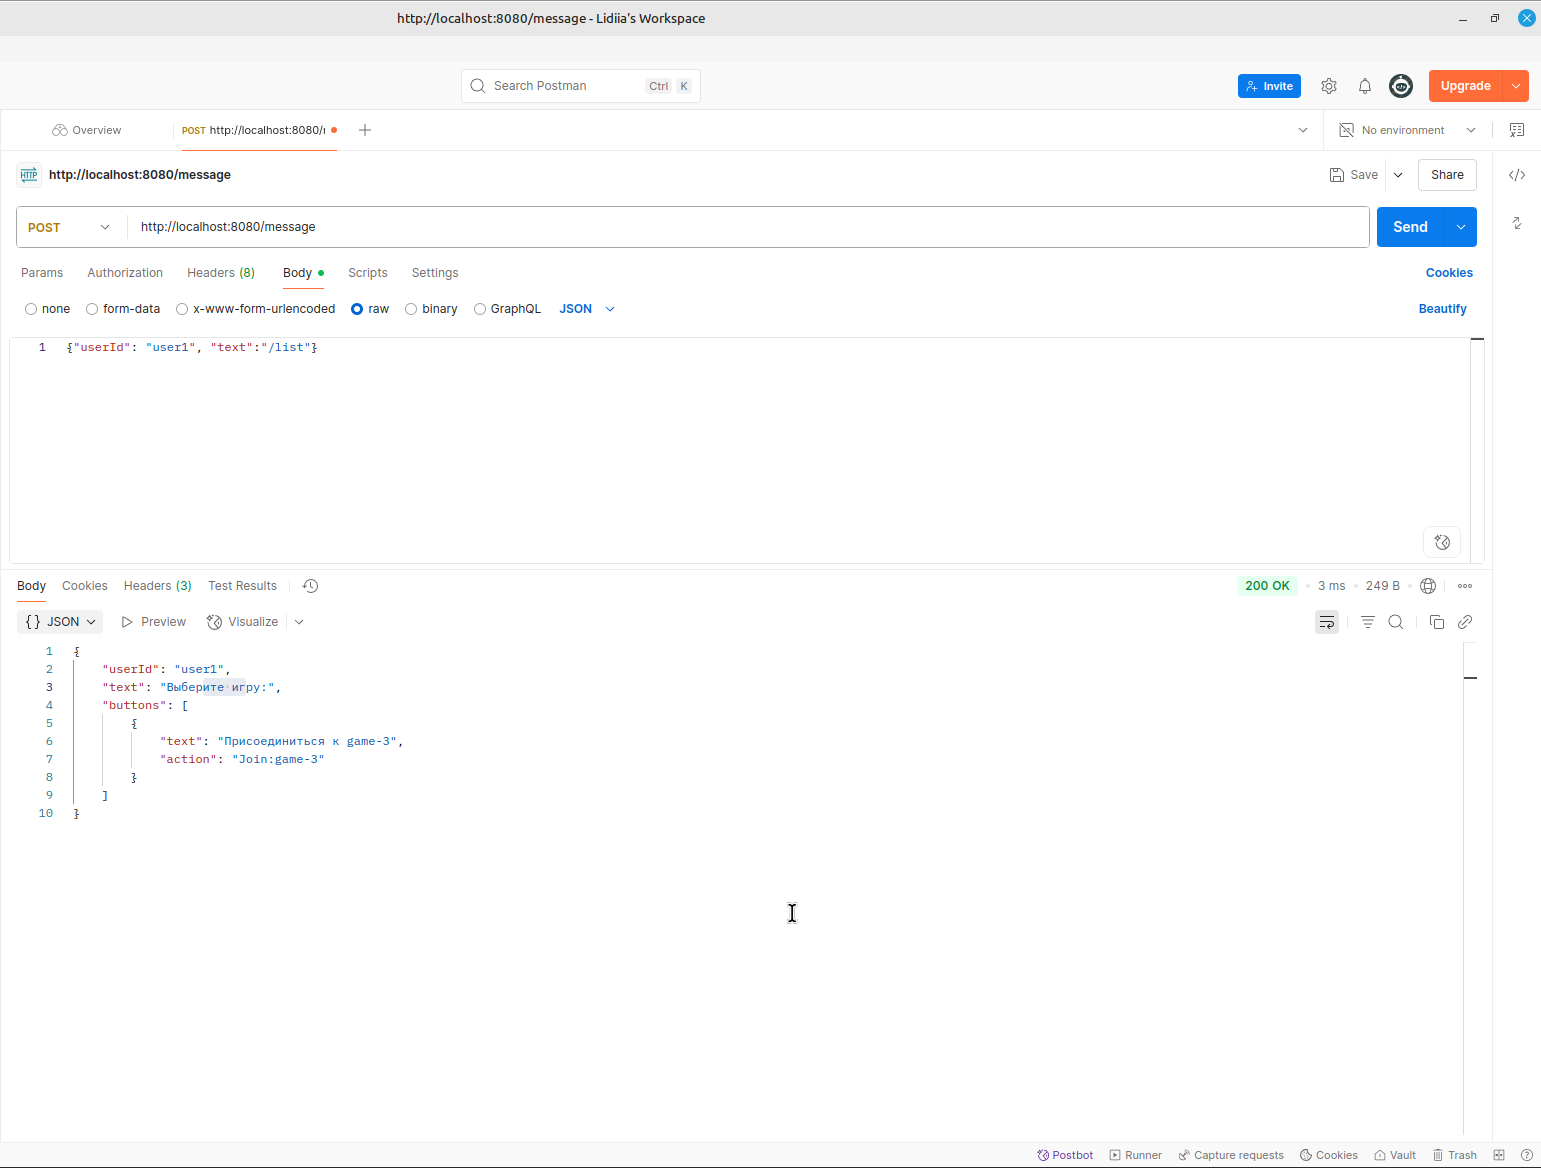 http://localhost:8080/message - Lidiia's Workspace
Search Postman Ctrl K Invite Upgrade
Overview POST http://localhost:8080/ No environment
HTTP http://localhost:8080/message Save Share
POST http://localhost:8080/message Send
Params Authorization Headers (8) Body Scripts Settings Cookies
none form-data x-www-form-urlencoded raw binary GraphQL JSON Beautify
1 {"userId": "user1", "text":"/list"}
Body Cookies Headers (3) Test Results 200 OK 3 ms 249 B
{} JSON Preview Visualize
1 {
2 "userId": "user1",
3 "text": "Выберите игру:",
4 "buttons": [
5 {
6 "text": "Присоединиться к game-3",
7 "action": "Join:game-3"
8 }
9 ]
10 }
Postbot Runner Capture requests Cookies Vault Trash